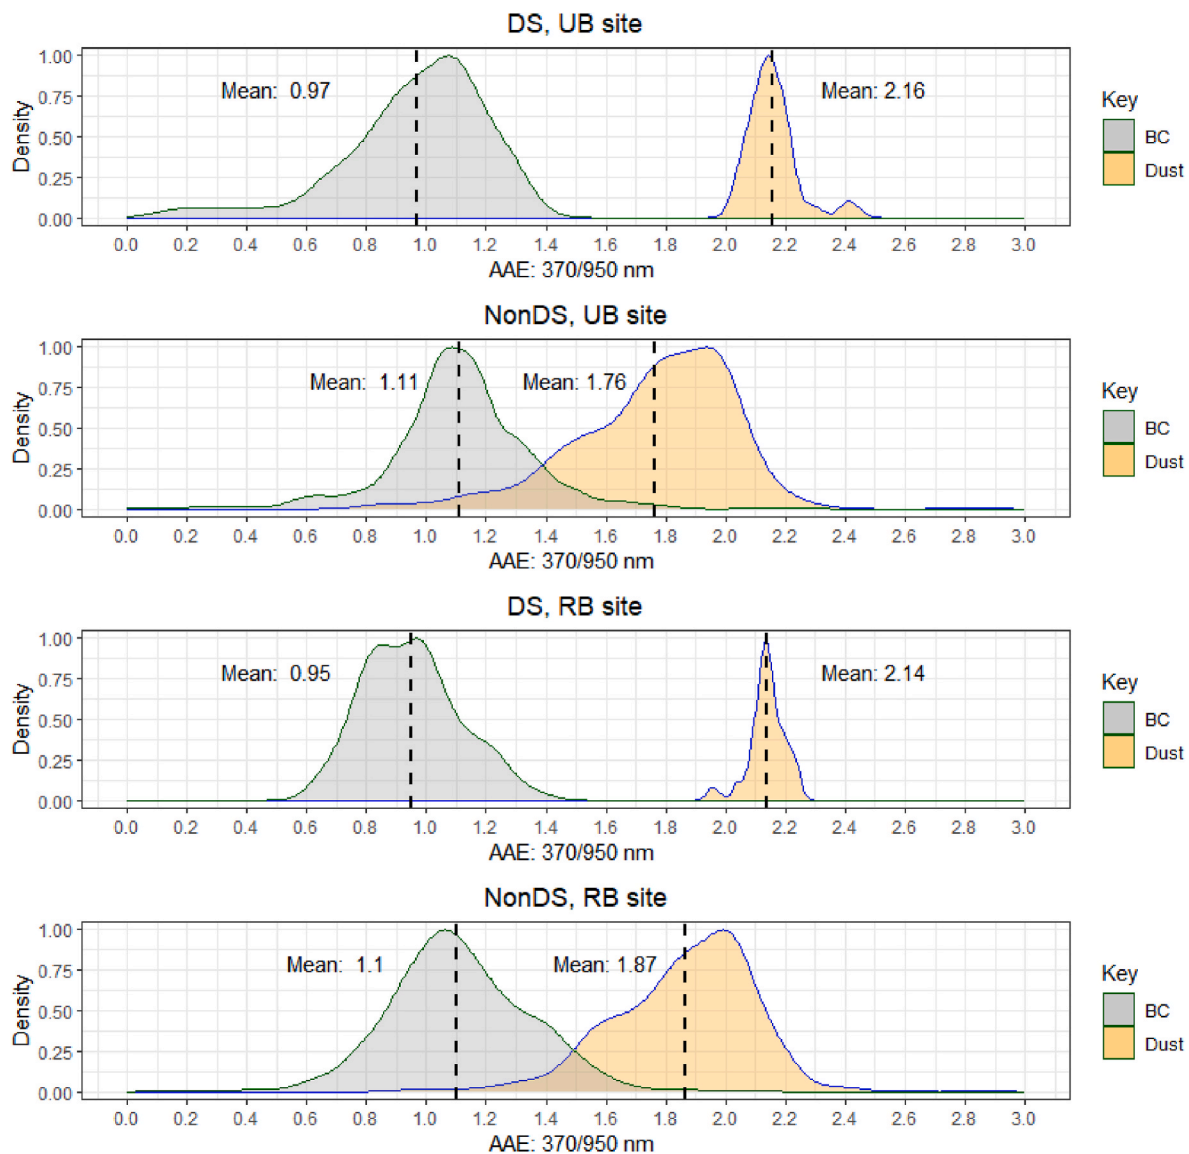 DS, UB site
1.00
0.75
0.50
0.25
0.00
Density
Mean: 0.97
Mean: 2.16
Key
BC
Dust
0.0 0.2 0.4 0.6 0.8 1.0 1.2 1.4 1.6 1.8 2.0 2.2 2.4 2.6 2.8 3.0
AAE: 370/950 nm
NonDS, UB site
1.00
0.75
0.50
0.25
0.00
Density
Mean: 1.11
Mean: 1.76
Key
BC
Dust
0.0 0.2 0.4 0.6 0.8 1.0 1.2 1.4 1.6 1.8 2.0 2.2 2.4 2.6 2.8 3.0
AAE: 370/950 nm
DS, RB site
1.00
0.75
0.50
0.25
0.00
Density
Mean: 0.95
Mean: 2.14
Key
BC
Dust
0.0 0.2 0.4 0.6 0.8 1.0 1.2 1.4 1.6 1.8 2.0 2.2 2.4 2.6 2.8 3.0
AAE: 370/950 nm
NonDS, RB site
1.00
0.75
0.50
0.25
0.00
Density
Mean: 1.1
Mean: 1.87
Key
BC
Dust
0.0 0.2 0.4 0.6 0.8 1.0 1.2 1.4 1.6 1.8 2.0 2.2 2.4 2.6 2.8 3.0
AAE: 370/950 nm